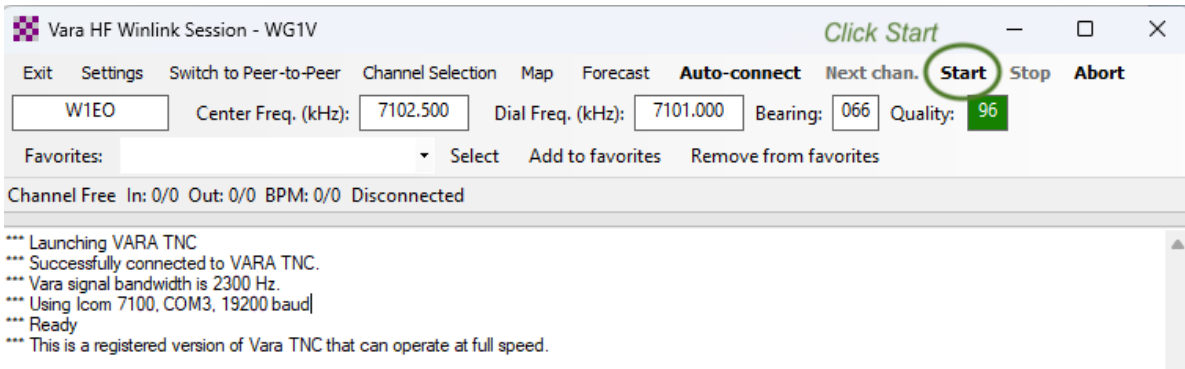 Vara HF Winlink Session - WG1V Click Start
Exit Settings Switch to Peer-to-Peer Channel Selection Map Forecast Auto-connect Next chan. Start Stop Abort
W1EO Center Freq. (kHz): 7102.500 Dial Freq. (kHz): 7101.000 Bearing: 066 Quality: 96
Favorites: Select Add to favorites Remove from favorites
Channel Free In: 0/0 Out: 0/0 BPM: 0/0 Disconnected
*** Launching VARA TNC
*** Successfully connected to VARA TNC.
*** Vara signal bandwidth is 2300 Hz.
*** Using Icom 7100, COM3, 19200 baud
*** Ready
*** This is a registered version of Vara TNC that can operate at full speed.